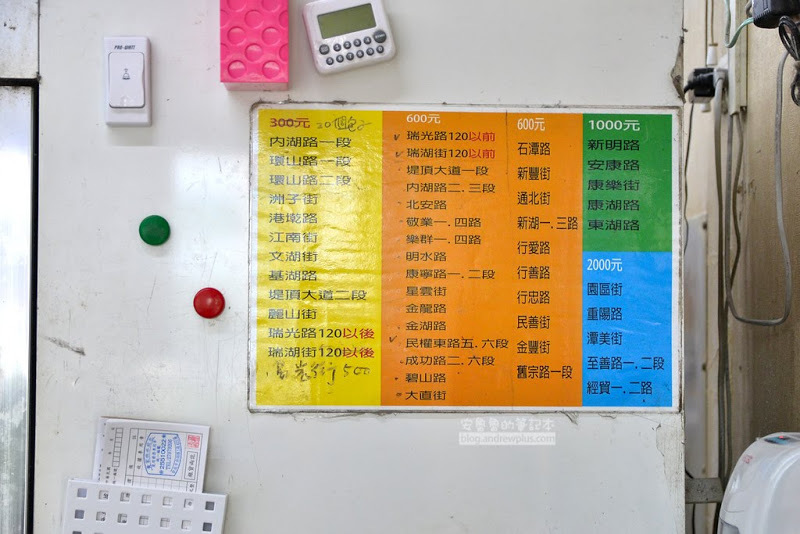 300元 20個包子
內湖路一段
環山路一段
環山路二段
洲子街
港墘路
江南街
文湖街
基湖路
堤頂大道二段
麗山街
瑞光路120以後
瑞湖街120以後
街500
600元
瑞光路120以前
瑞湖街120以前
堤頂大道一段
內湖路二.三段
北安路
敬業一.四路
樂群一.四路
明水路
康寧路一.二段
星雲街
金龍路
金湖路
民權東路五.六段
成功路二.六段
碧山路
大直街
600元
石潭路
新豐街
通北街
新湖一.三路
行愛路
行善路
行忠路
民善街
金豐街
舊宗路一段
1000元
新明路
安康路
康樂街
康湖路
東湖路
2000元
園區街
重陽路
潭美街
至善路一.二段
經貿一.二路
安魯魯的筆記本
blog.andrewplus.com